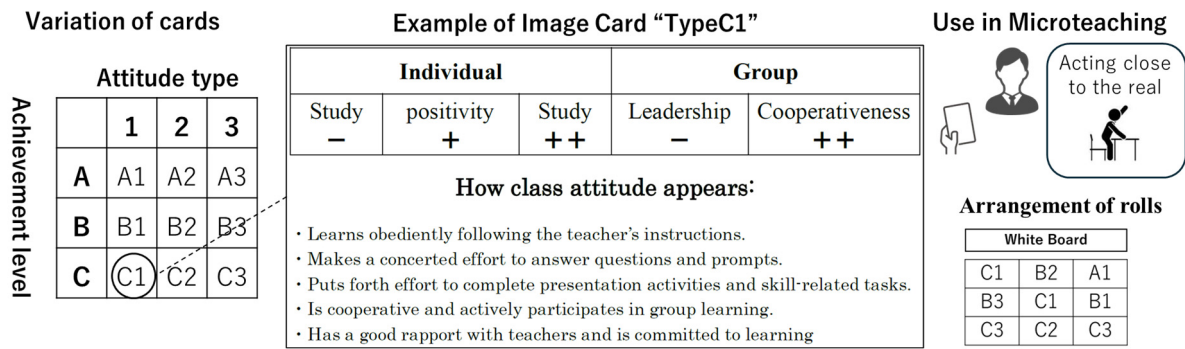 Variation of cards
Attitude type
Achievement level
1 2 3
A A1 A2 A3
B B1 B2 B3
C C1 C2 C3
Example of Image Card “TypeC1”
Individual Group
Study positivity Study Leadership Cooperativeness
− + ++ − ++
How class attitude appears:
・Learns obediently following the teacher’s instructions.
・Makes a concerted effort to answer questions and prompts.
・Puts forth effort to complete presentation activities and skill-related tasks.
・Is cooperative and actively participates in group learning.
・Has a good rapport with teachers and is committed to learning
Use in Microteaching
Acting close
to the real
Arrangement of rolls
White Board
C1 B2 A1
B3 C1 B1
C3 C2 C3